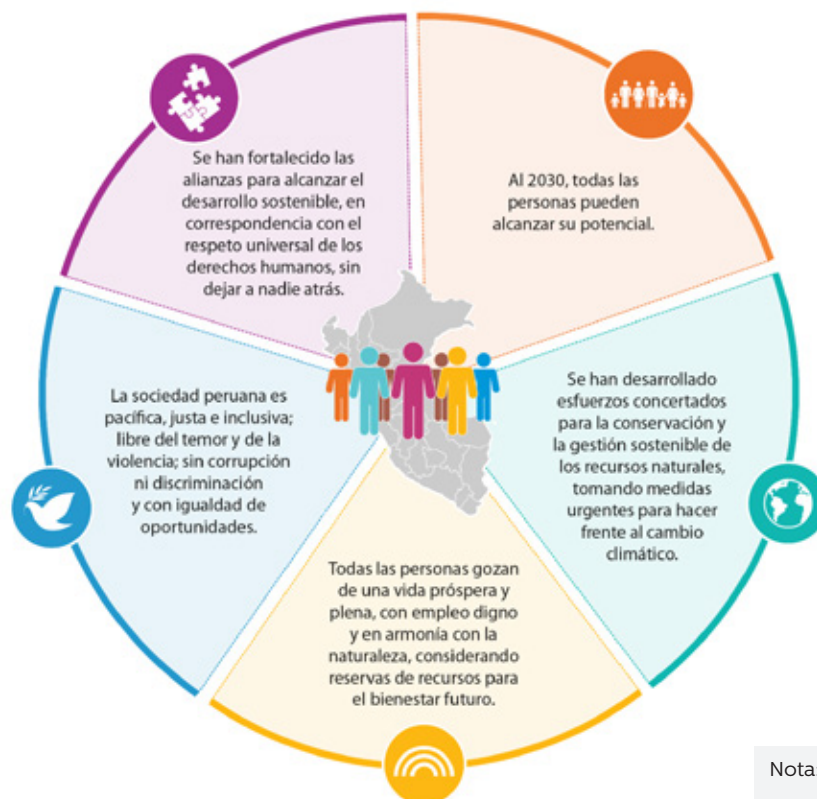 Se han fortalecido las
alianzas para alcanzar el
desarrollo sostenible, en
correspondencia con el
respeto universal de los
derechos humanos, sin
dejar a nadie atrás.
Al 2030, todas las
personas pueden
alcanzar su potencial.
La sociedad peruana es
pacífica, justa e inclusiva;
libre del temor y de la
violencia; sin corrupción
ni discriminación
y con igualdad de
oportunidades.
Se han desarrollado
esfuerzos concertados
para la conservación y
la gestión sostenible de
los recursos naturales,
tomando medidas
urgentes para hacer
frente al cambio
climático.
Todas las personas gozan
de una vida próspera y
plena, con empleo digno
y en armonía con la
naturaleza, considerando
reservas de recursos para
el bienestar futuro.
Notas